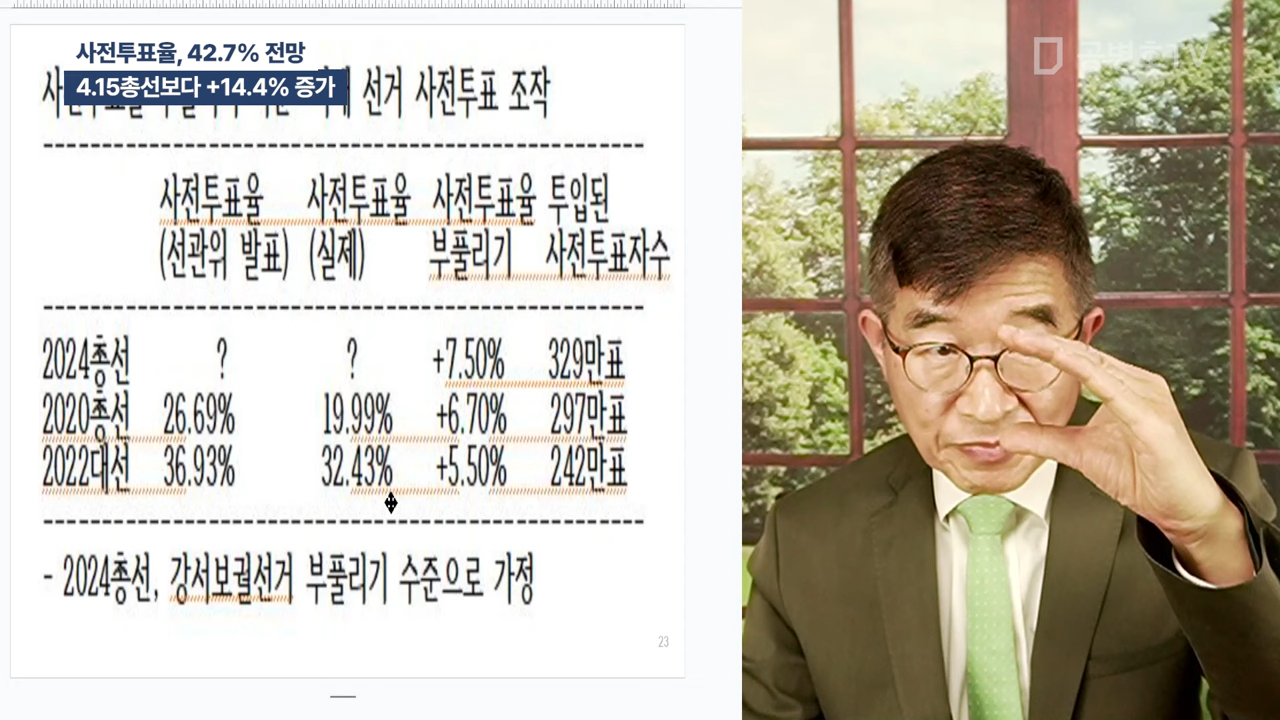 사전투표율, 42.7% 전망
4.15총선보다 +14.4% 증가
선거 사전투표 조작
사전투표율 사전투표율 사전투표율 투입된
(선관위 발표) (실제) 부풀리기 사전투표자수
2024총선 ? ? +7.50% 329만표
2020총선 26.69% 19.99% +6.70% 297만표
2022대선 36.93% 32.43% +5.50% 242만표
- 2024총선, 강서보궐선거 부풀리기 수준으로 가정
23
공병호TV